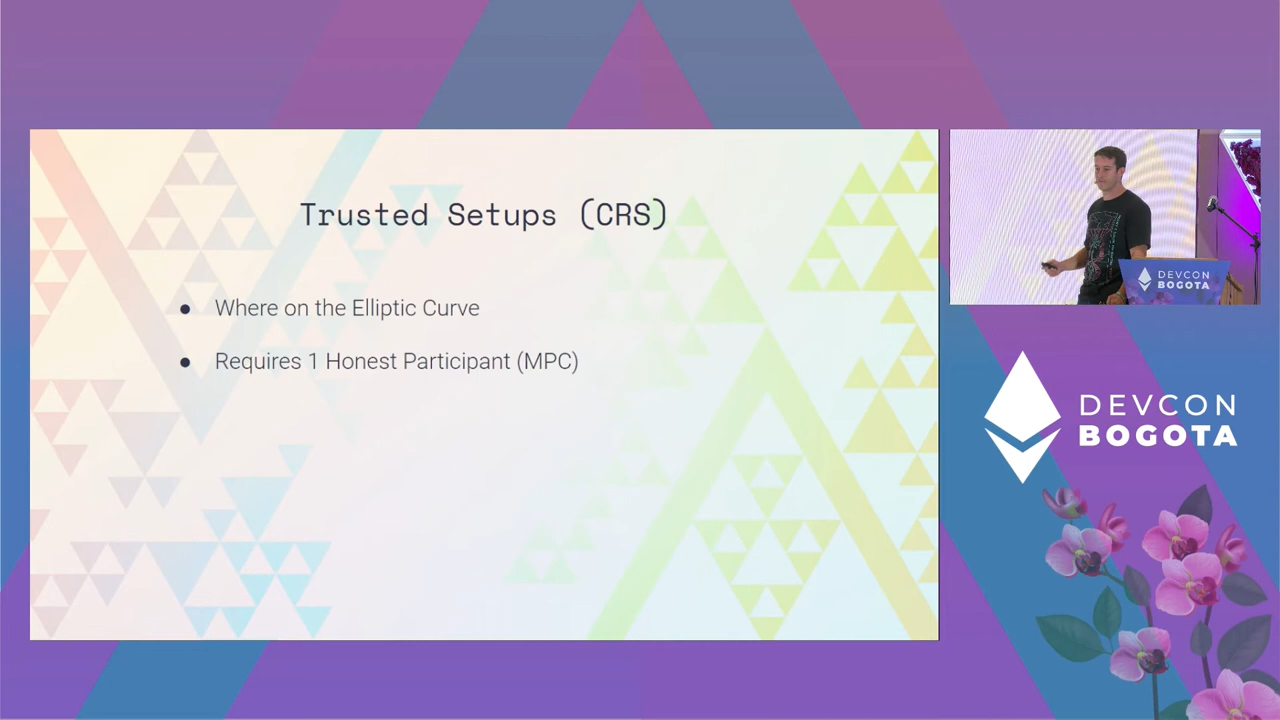 Trusted Setups (CRS)
● Where on the Elliptic Curve
● Requires 1 Honest Participant (MPC)
DEVCON
BOGOTA
DEVCON
BOGOTA